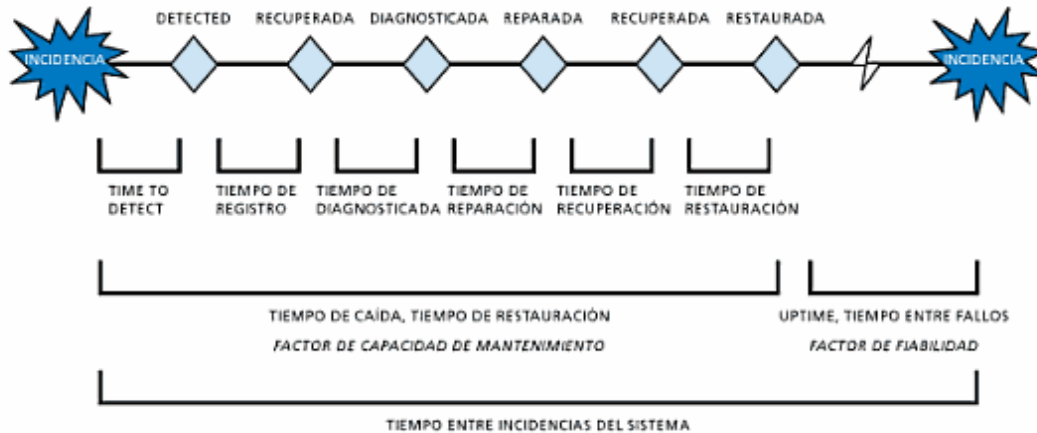 DETECTED RECUPERADA DIAGNOSTICADA REPARADA RECUPERADA RESTAURADA
INCIDENCIA INCIDENCIA
TIME TO DETECT
TIEMPO DE REGISTRO
TIEMPO DE DIAGNOSTICADA
TIEMPO DE REPARACIÓN
TIEMPO DE RECUPERACIÓN
TIEMPO DE RESTAURACIÓN
TIEMPO DE CAÍDA, TIEMPO DE RESTAURACIÓN
FACTOR DE CAPACIDAD DE MANTENIMIENTO
UPTIME, TIEMPO ENTRE FALLOS
FACTOR DE FIABILIDAD
TIEMPO ENTRE INCIDENCIAS DEL SISTEMA